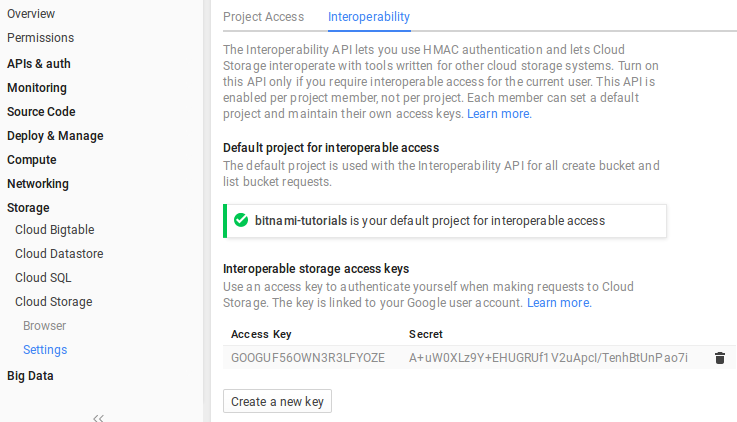 Overview
Permissions
APIs & auth
Monitoring
Source Code
Deploy & Manage
Compute
Networking
Storage
Cloud Bigtable
Cloud Datastore
Cloud SQL
Cloud Storage
Browser
Settings
Big Data
Project Access Interoperability
The Interoperability API lets you use HMAC authentication and lets Cloud
Storage interoperate with tools written for other cloud storage systems. Turn on
this API only if you require interoperable access for the current user. This API is
enabled per project member, not per project. Each member can set a default
project and maintain their own access keys. Learn more.
Default project for interoperable access
The default project is used with the Interoperability API for all create bucket and
list bucket requests.
bitnami-tutorials is your default project for interoperable access
Interoperable storage access keys
Use an access key to authenticate yourself when making requests to Cloud
Storage. The key is linked to your Google user account. Learn more.
Access Key Secret
GOOGUF56OWN3R3LFYOZE A+uW0XLz9Y+EHUGRUf1V2uApcI/TenhBtUnPao7i
Create a new key